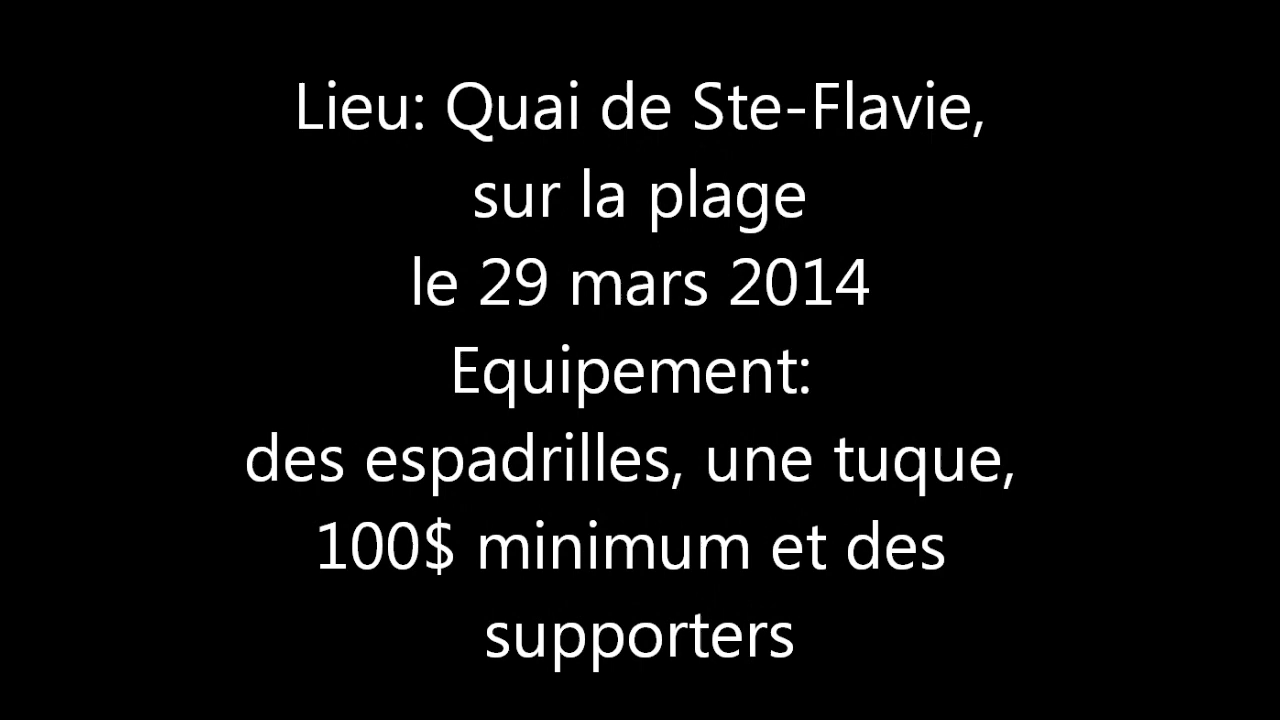 Lieu: Quai de Ste-Flavie,
sur la plage
le 29 mars 2014
Equipement:
des espadrilles, une tuque,
100$ minimum et des
supporters